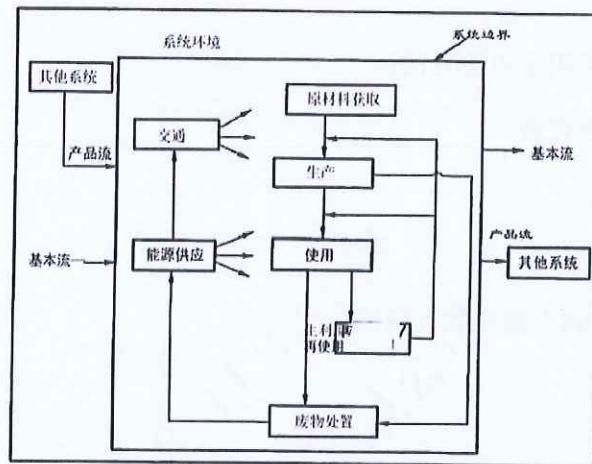 系统边界
系统环境
其他系统
原材料获取
交通
产品流
基本流
生产
产品流
基本流
能源供应
使用
其他系统
再使用
废物处置